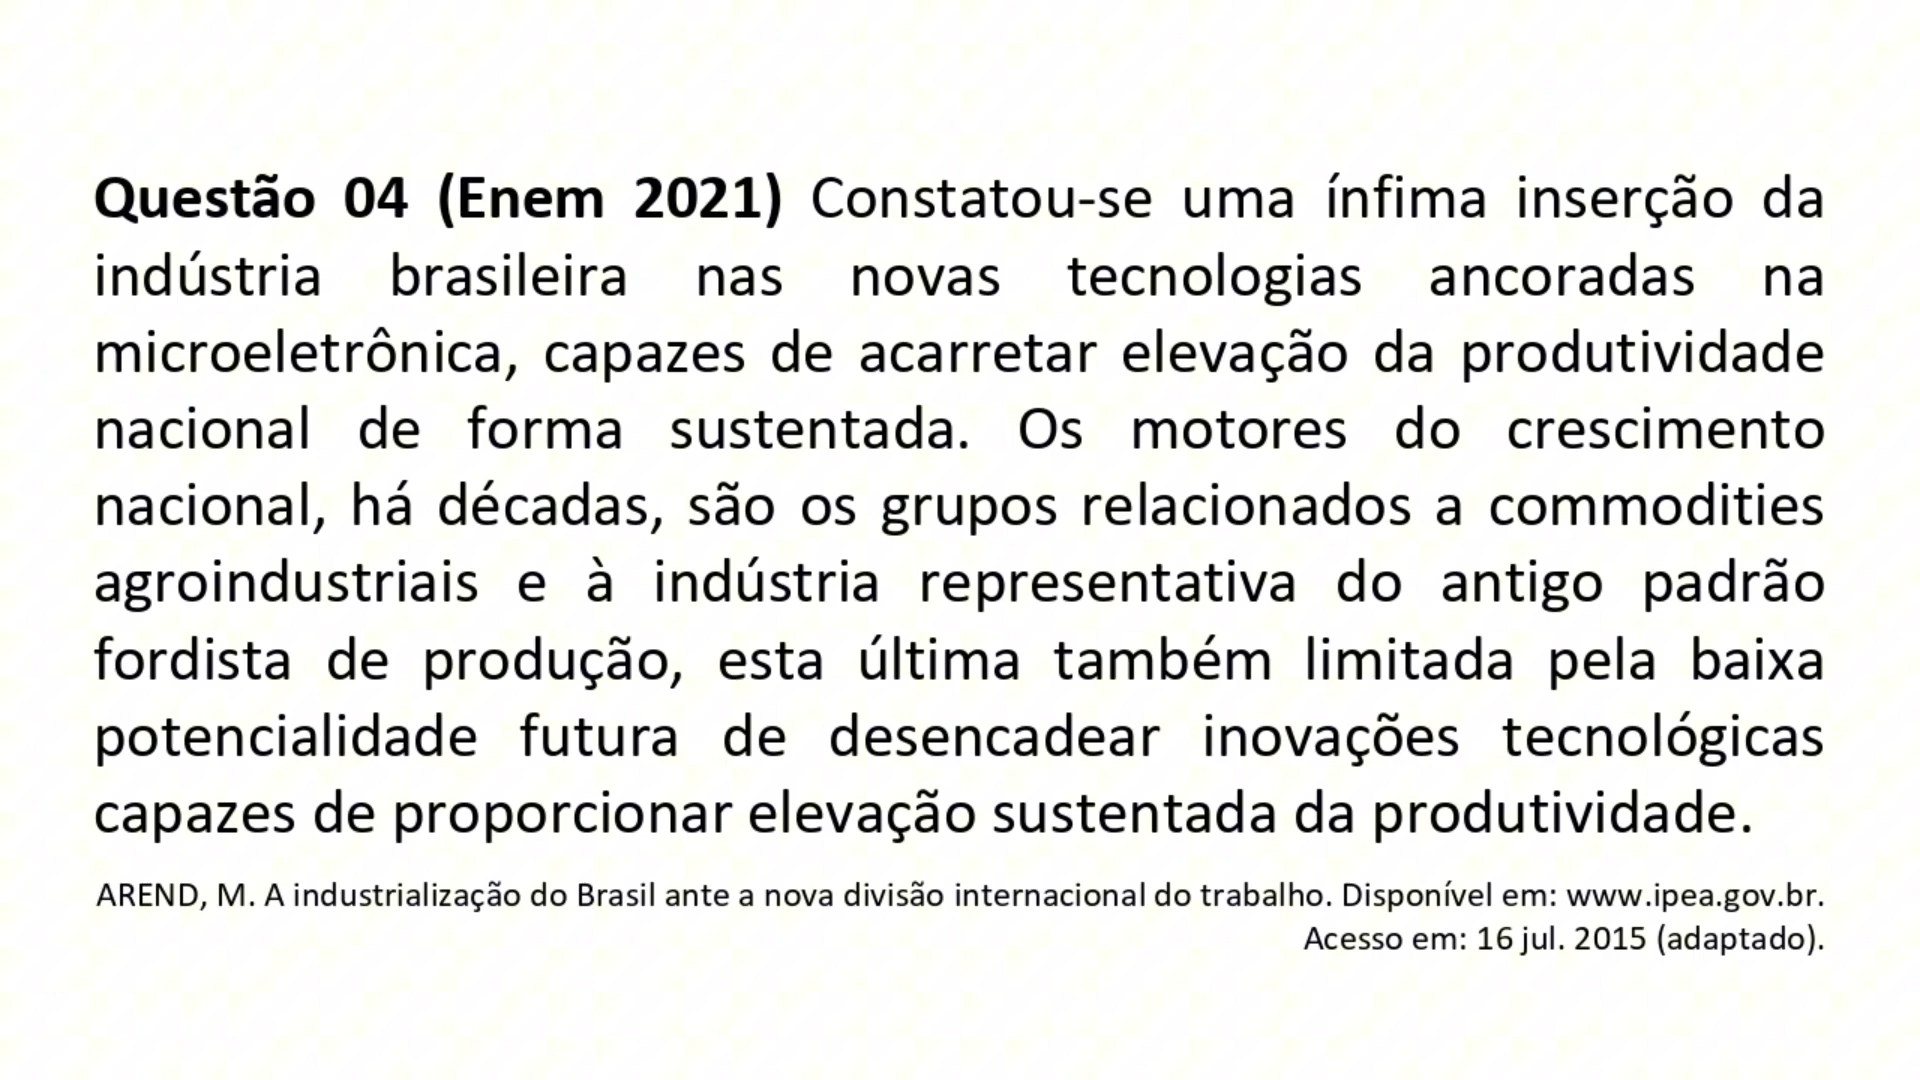 Questão 04 (Enem 2021) Constatou-se uma ínfima inserção da
indústria brasileira nas novas tecnologias ancoradas na
microeletrônica, capazes de acarretar elevação da produtividade
nacional de forma sustentada. Os motores do crescimento
nacional, há décadas, são os grupos relacionados a commodities
agroindustriais e à indústria representativa do antigo padrão
fordista de produção, esta última também limitada pela baixa
potencialidade futura de desencadear inovações tecnológicas
capazes de proporcionar elevação sustentada da produtividade.
AREND, M. A industrialização do Brasil ante a nova divisão internacional do trabalho. Disponível em: www.ipea.gov.br.
Acesso em: 16 jul. 2015 (adaptado).